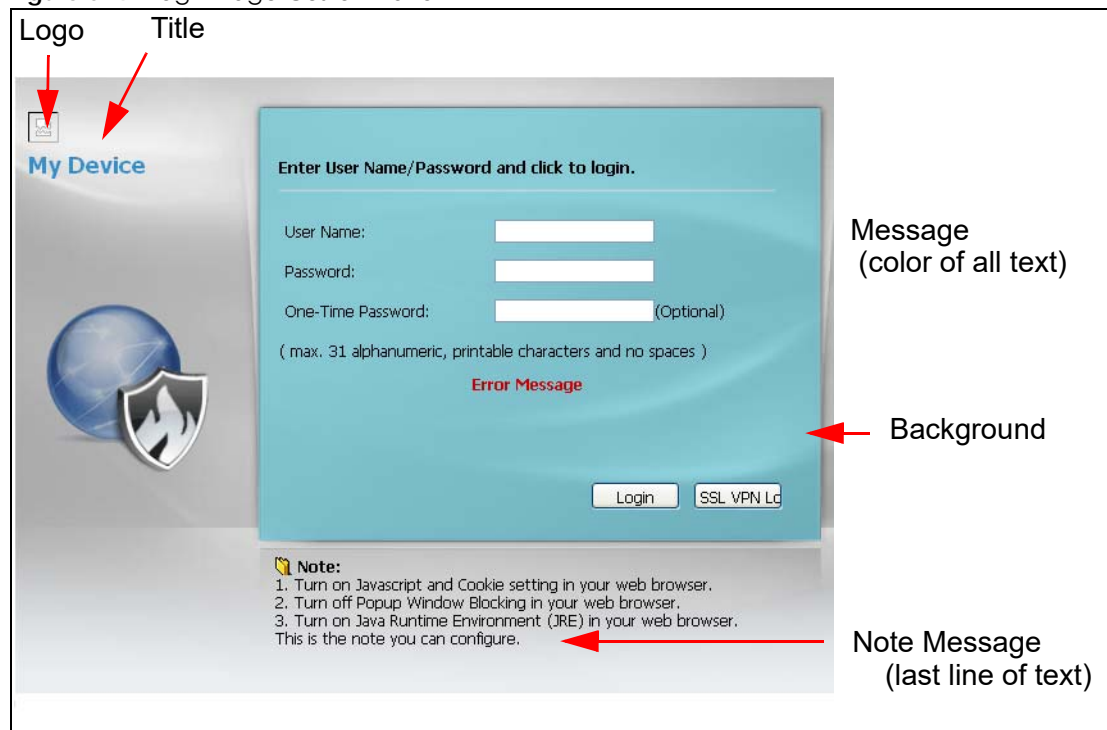 Logo
Title
My Device
Enter User Name/Password and click to login.
User Name:
Password:
One-Time Password:
(Optional)
( max. 31 alphanumeric, printable characters and no spaces )
Error Message
Login
SSL VPN Lo
Message
(color of all text)
Background
Note:
1. Turn on Javascript and Cookie setting in your web browser.
2. Turn off Popup Window Blocking in your web browser.
3. Turn on Java Runtime Environment (JRE) in your web browser.
This is the note you can configure.
Note Message
(last line of text)